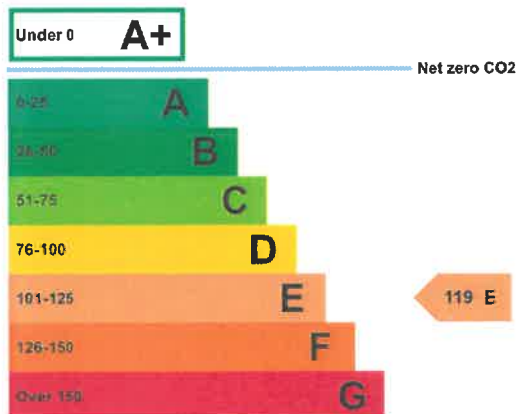 Under 0 A+
Net zero CO2
0-25 A
26-50 B
51-75 C
76-100 D
101-125 E
119 E
126-150 F
Over 150 G